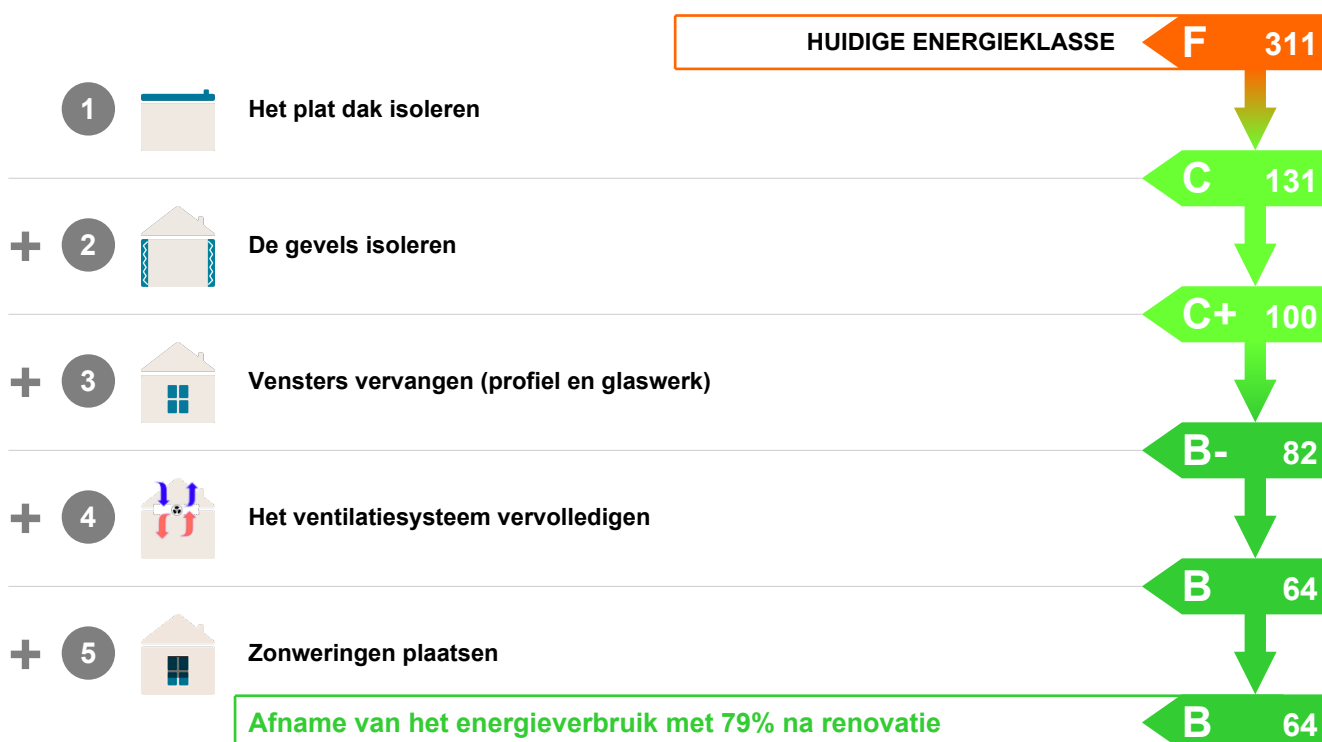 HUIDIGE ENERGIEKLASSE F 311
1 Het plat dak isoleren
C 131
+ 2 De gevels isoleren
C+ 100
+ 3 Vensters vervangen (profiel en glaswerk)
B- 82
+ 4 Het ventilatiesysteem vervolledigen
B 64
+ 5 Zonweringen plaatsen
Afname van het energieverbruik met 79% na renovatie B 64